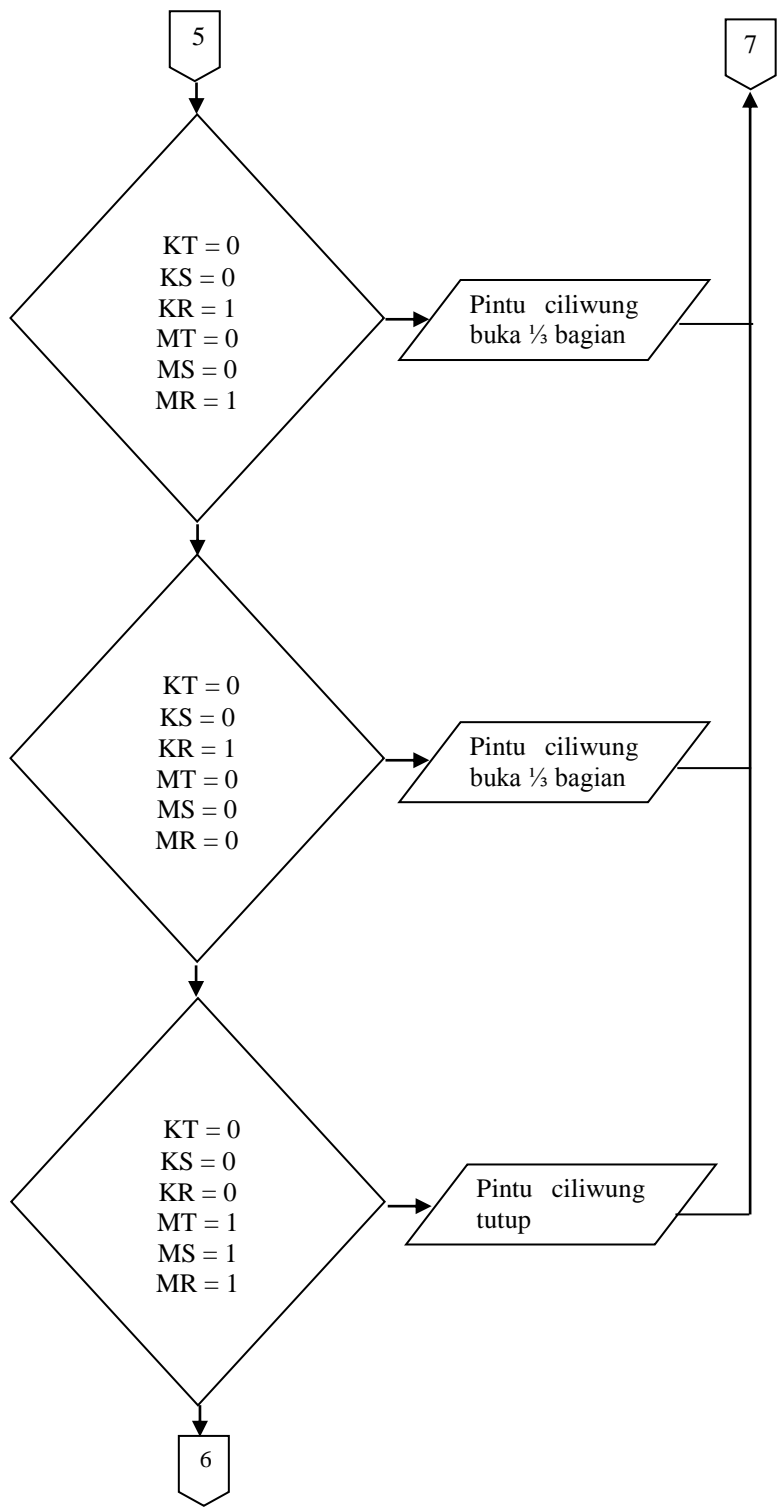 5
7
KT = 0
KS = 0
KR = 1
MT = 0
MS = 0
MR = 1
Pintu ciliwung
buka ⅓ bagian
KT = 0
KS = 0
KR = 1
MT = 0
MS = 0
MR = 0
Pintu ciliwung
buka ⅓ bagian
KT = 0
KS = 0
KR = 0
MT = 1
MS = 1
MR = 1
Pintu ciliwung
tutup
6